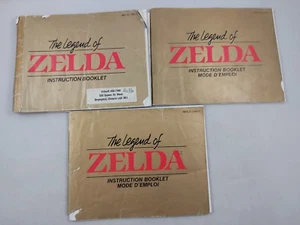 The Legend of
ZELDA
INSTRUCTION BOOKLET
The Legend of
ZELDA
INSTRUCTION BOOKLET
MODE D'EMPLOI
The Legend of
ZELDA
INSTRUCTION BOOKLET
MODE D'EMPLOI